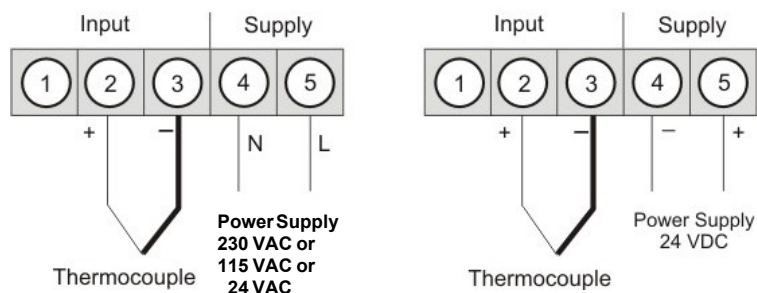 Input Supply
1 2 3 4 5
+ – N L
Power Supply
230 VAC or
115 VAC or
24 VAC
Thermocouple
Input Supply
1 2 3 4 5
+ – – +
Power Supply
24 VDC
Thermocouple